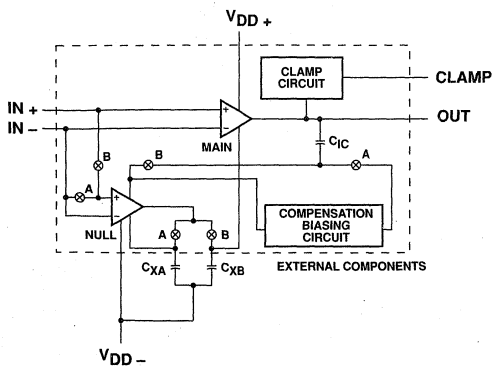 VDD+
CLAMP
CIRCUIT
CLAMP
IN +
IN –
+
–
MAIN
OUT
CIC
B
B
A
A
+
–
NULL
A
B
COMPENSATION
BIASING
CIRCUIT
CXA
CXB
EXTERNAL COMPONENTS
VDD–